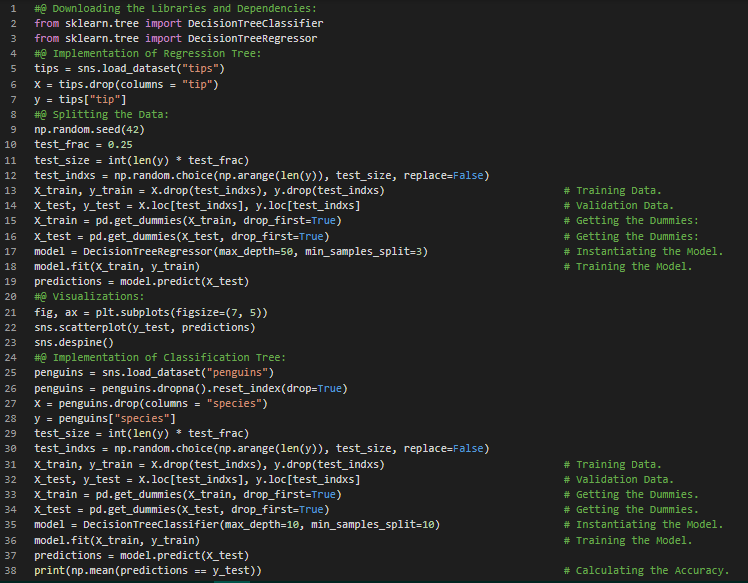 1 #@ Downloading the Libraries and Dependencies:
2 from sklearn.tree import DecisionTreeClassifier
3 from sklearn.tree import DecisionTreeRegressor
4 #@ Implementation of Regression Tree:
5 tips = sns.load_dataset("tips")
6 X = tips.drop(columns = "tip")
7 y = tips["tip"]
8 #@ Splitting the Data:
9 np.random.seed(42)
10 test_frac = 0.25
11 test_size = int(len(y) * test_frac)
12 test_indxs = np.random.choice(np.arange(len(y)), test_size, replace=False)
13 X_train, y_train = X.drop(test_indxs), y.drop(test_indxs) # Training Data.
14 X_test, y_test = X.loc[test_indxs], y.loc[test_indxs] # Validation Data.
15 X_train = pd.get_dummies(X_train, drop_first=True) # Getting the Dummies:
16 X_test = pd.get_dummies(X_test, drop_first=True) # Getting the Dummies:
17 model = DecisionTreeRegressor(max_depth=50, min_samples_split=3) # Instantiating the Model.
18 model.fit(X_train, y_train) # Training the Model.
19 predictions = model.predict(X_test)
20 #@ Visualizations:
21 fig, ax = plt.subplots(figsize=(7, 5))
22 sns.scatterplot(y_test, predictions)
23 sns.despine()
24 #@ Implementation of Classification Tree:
25 penguins = sns.load_dataset("penguins")
26 penguins = penguins.dropna().reset_index(drop=True)
27 X = penguins.drop(columns = "species")
28 y = penguins["species"]
29 test_size = int(len(y) * test_frac)
30 test_indxs = np.random.choice(np.arange(len(y)), test_size, replace=False)
31 X_train, y_train = X.drop(test_indxs), y.drop(test_indxs) # Training Data.
32 X_test, y_test = X.loc[test_indxs], y.loc[test_indxs] # Validation Data.
33 X_train = pd.get_dummies(X_train, drop_first=True) # Getting the Dummies.
34 X_test = pd.get_dummies(X_test, drop_first=True) # Getting the Dummies.
35 model = DecisionTreeClassifier(max_depth=10, min_samples_split=10) # Instantiating the Model.
36 model.fit(X_train, y_train) # Training the Model.
37 predictions = model.predict(X_test)
38 print(np.mean(predictions == y_test)) # Calculating the Accuracy.